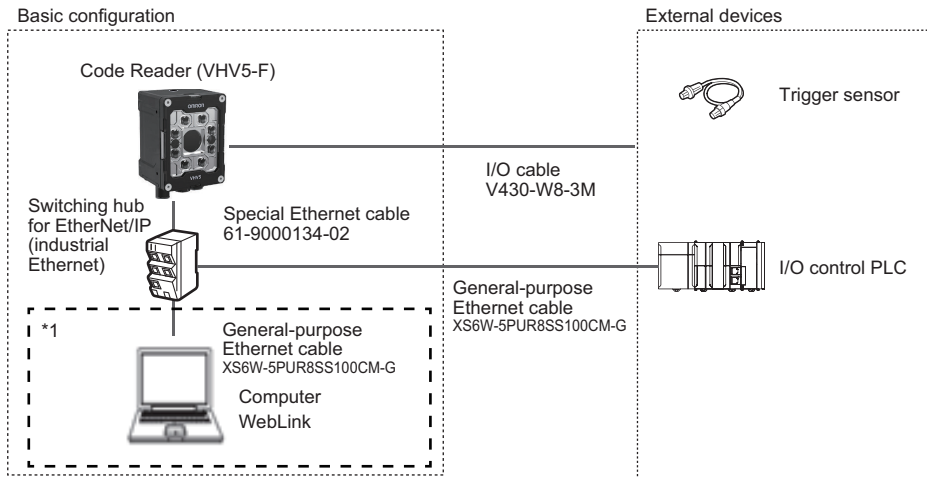 Basic configuration
External devices
Code Reader (VHV5-F)
omron
VHV5
Trigger sensor
I/O cable
V430-W8-3M
Switching hub
for EtherNet/IP
(industrial
Ethernet)
Special Ethernet cable
61-9000134-02
I/O control PLC
General-purpose
Ethernet cable
XS6W-5PUR8SS100CM-G
*1
General-purpose
Ethernet cable
XS6W-5PUR8SS100CM-G
Computer
WebLink